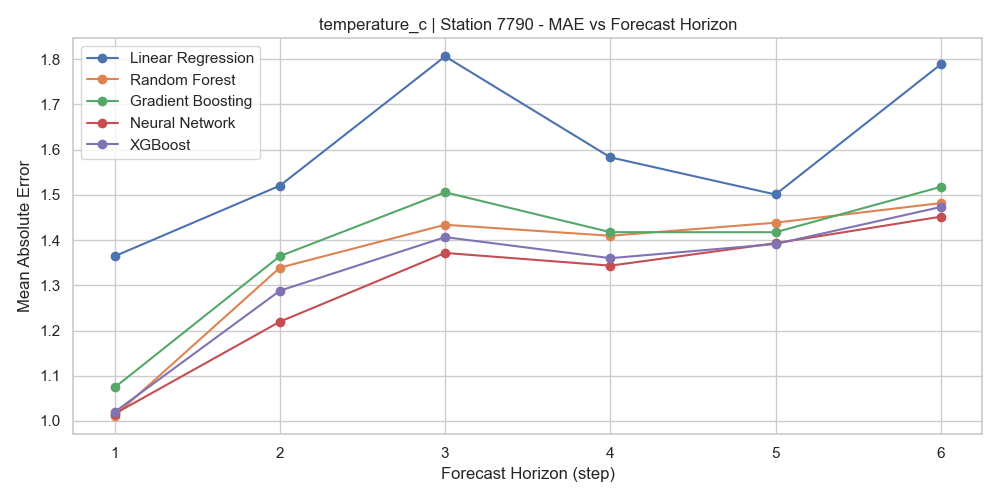 temperature_c | Station 7790 - MAE vs Forecast Horizon
Linear Regression
Random Forest
Gradient Boosting
Neural Network
XGBoost
Mean Absolute Error
1.8
1.7
1.6
1.5
1.4
1.3
1.2
1.1
1.0
1 2 3 4 5 6
Forecast Horizon (step)